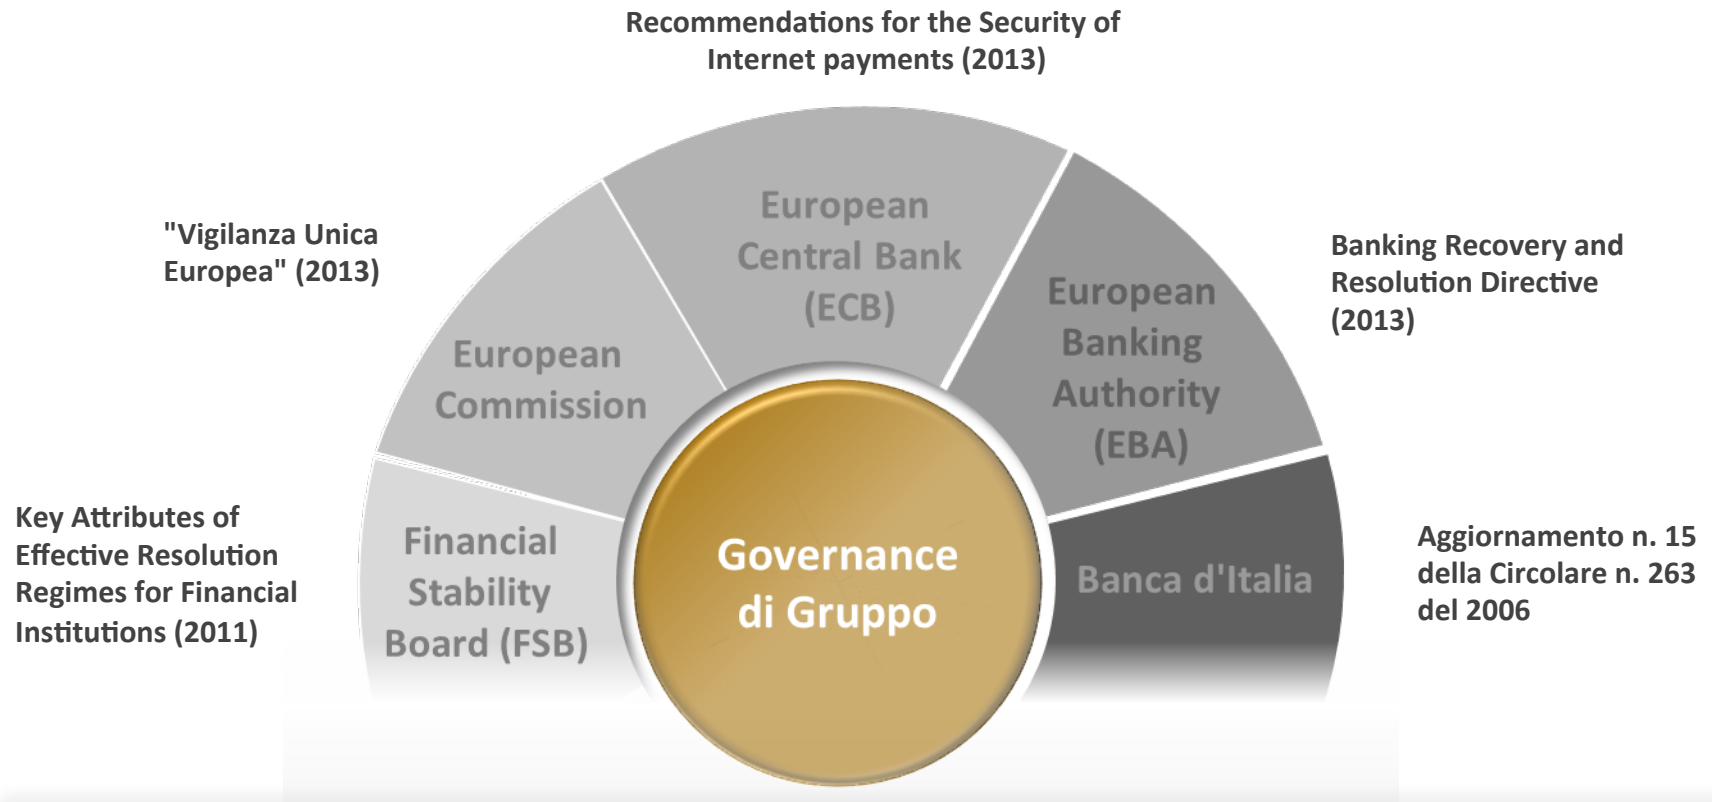 Recommendations for the Security of
Internet payments (2013)
"Vigilanza Unica
Europea" (2013)
European
Central Bank
(ECB)
Banking Recovery and
Resolution Directive
(2013)
European
Commission
European
Banking
Authority
(EBA)
Key Attributes of
Effective Resolution
Regimes for Financial
Institutions (2011)
Financial
Stability
Board (FSB)
Governance
di Gruppo
Banca d'Italia
Aggiornamento n. 15
della Circolare n. 263
del 2006